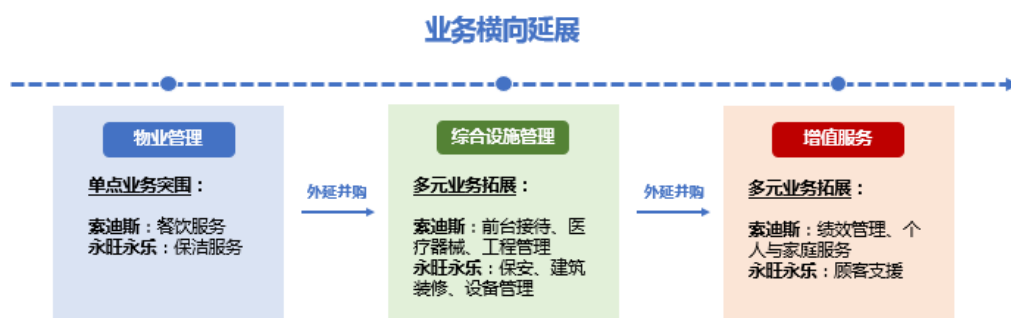 业务横向延展
物业管理
单点业务突围：
索迪斯：餐饮服务
永旺永乐：保洁服务
外延并购
综合设施管理
多元业务拓展：
索迪斯：前台接待、医
疗器械、工程管理
永旺永乐：保安、建筑
装修、设备管理
外延并购
增值服务
多元业务拓展：
索迪斯：绩效管理、个
人与家庭服务
永旺永乐：顾客支援